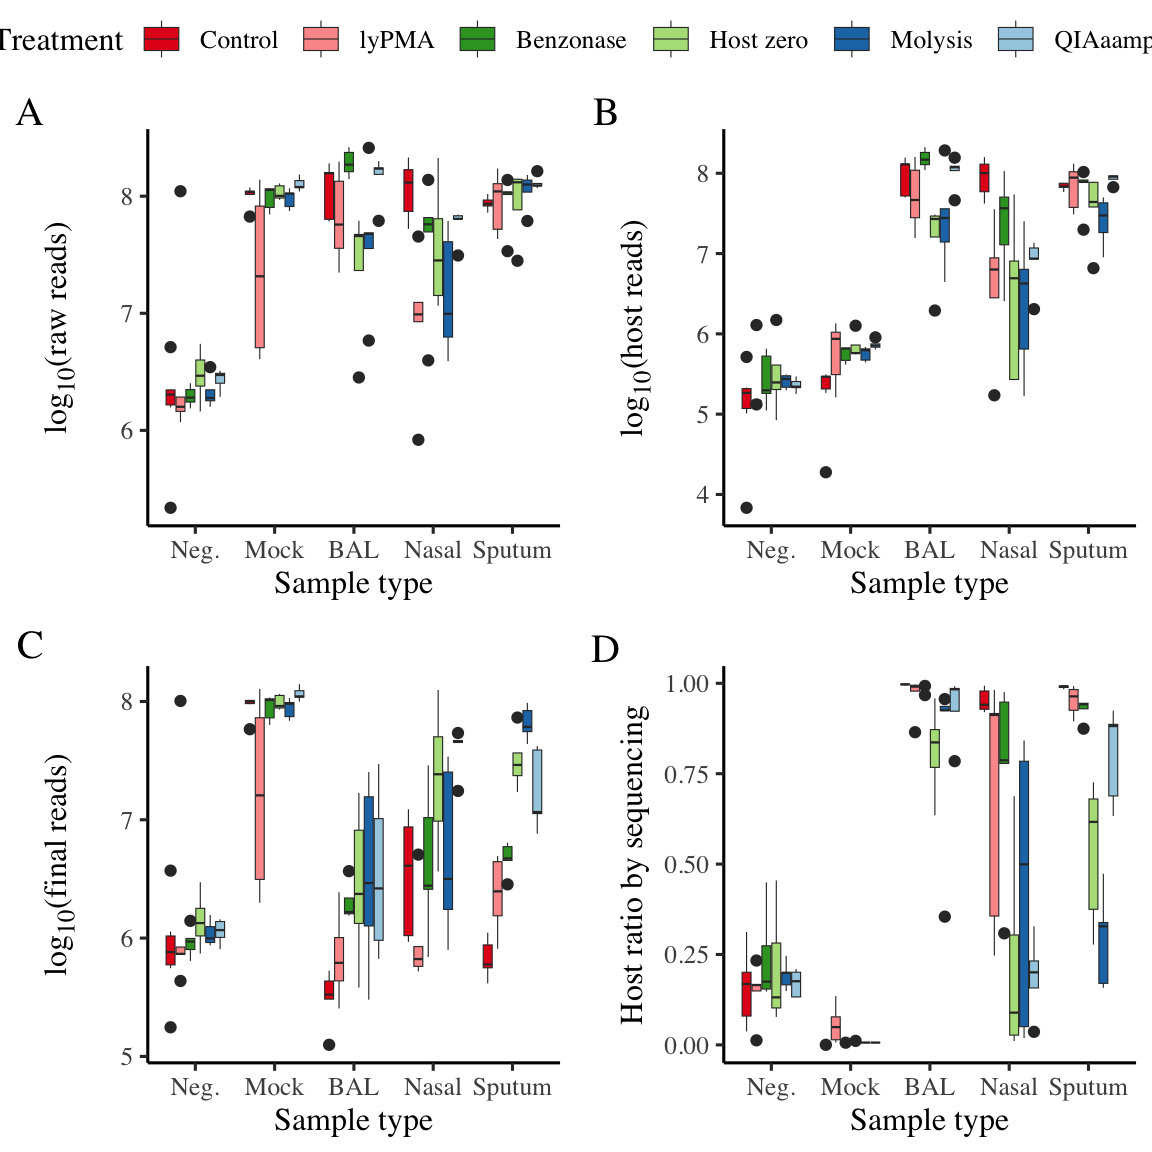 Treatment Control lyPMA Benzonase Host zero Molysis QIAaamp
A
log10(raw reads)
8
7
6
Neg. Mock BAL Nasal Sputum
Sample type
B
log10(host reads)
8
7
6
5
4
Neg. Mock BAL Nasal Sputum
Sample type
C
log10(final reads)
8
7
6
5
Neg. Mock BAL Nasal Sputum
Sample type
D
Host ratio by sequencing
1.00
0.75
0.50
0.25
0.00
Neg. Mock BAL Nasal Sputum
Sample type